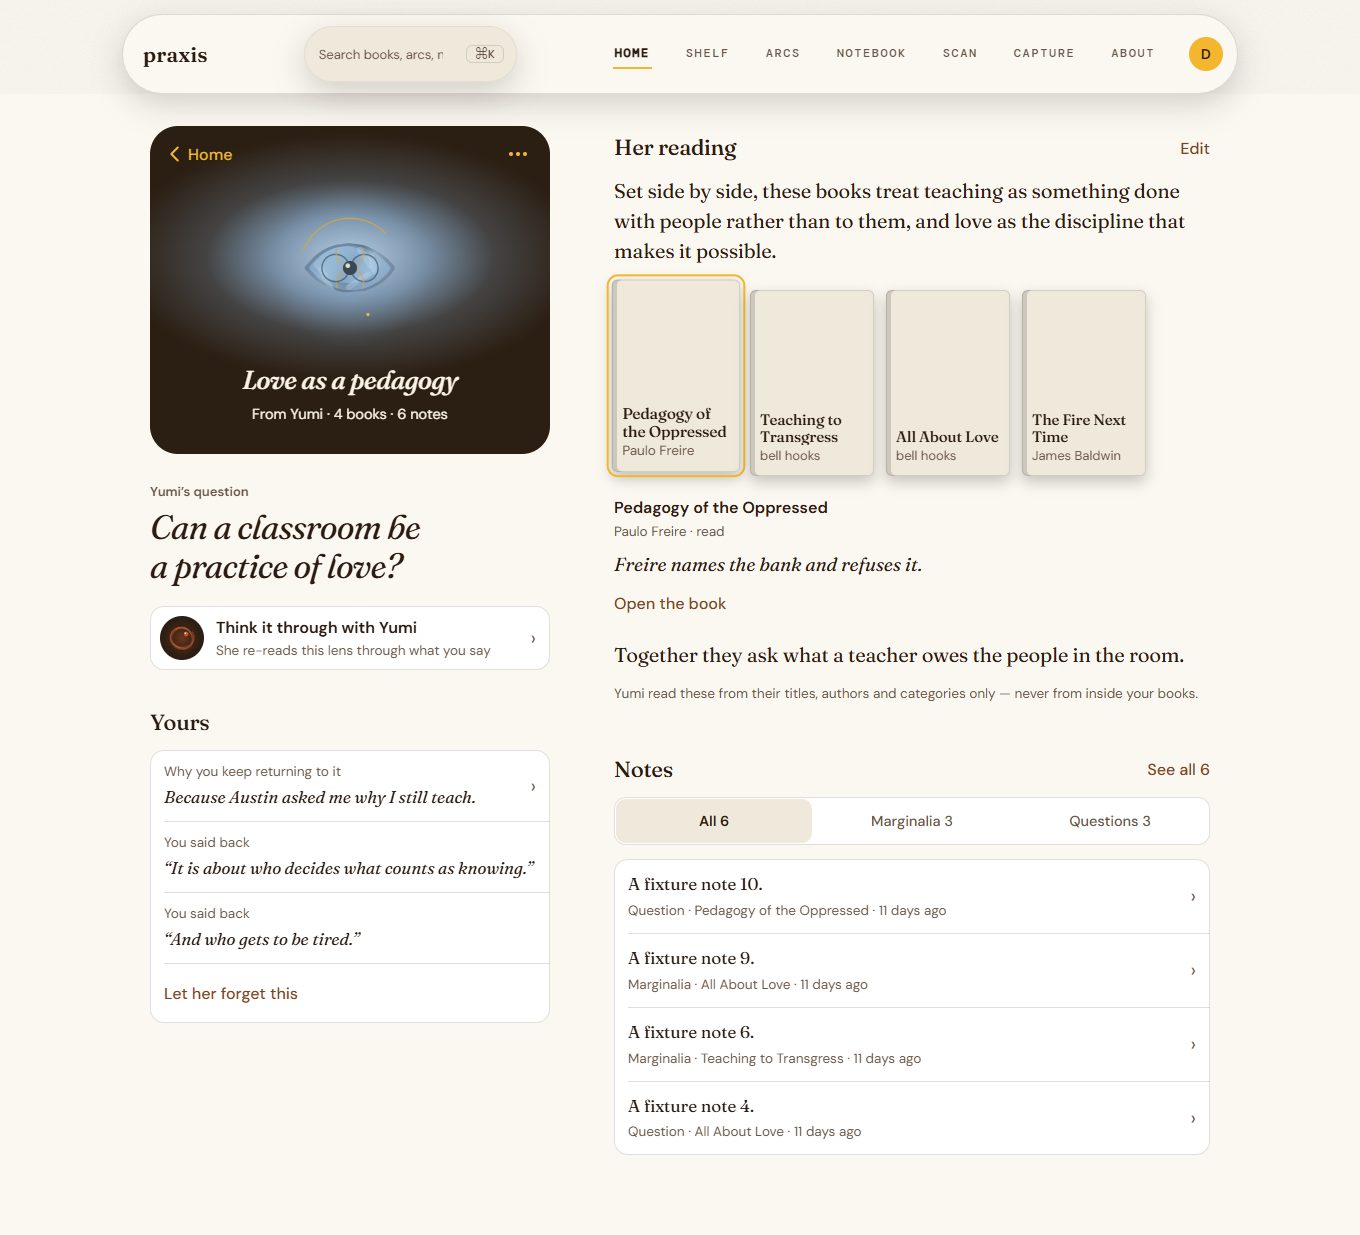 praxis
Search books, arcs, n
⌘K
HOME
SHELF
ARCS
NOTEBOOK
SCAN
CAPTURE
ABOUT
D
Home
Love as a pedagogy
From Yumi · 4 books · 6 notes
Yumi’s question
Can a classroom be
a practice of love?
Think it through with Yumi
She re-reads this lens through what you say
Yours
Why you keep returning to it
Because Austin asked me why I still teach.
You said back
“It is about who decides what counts as knowing.”
You said back
“And who gets to be tired.”
Let her forget this
Her reading
Edit
Set side by side, these books treat teaching as something done
with people rather than to them, and love as the discipline that
makes it possible.
Pedagogy of
the Oppressed
Paulo Freire
Teaching to
Transgress
bell hooks
All About Love
bell hooks
The Fire Next
Time
James Baldwin
Pedagogy of the Oppressed
Paulo Freire · read
Freire names the bank and refuses it.
Open the book
Together they ask what a teacher owes the people in the room.
Yumi read these from their titles, authors and categories only — never from inside your books.
Notes
See all 6
All 6
Marginalia 3
Questions 3
A fixture note 10.
Question · Pedagogy of the Oppressed · 11 days ago
A fixture note 9.
Marginalia · All About Love · 11 days ago
A fixture note 6.
Marginalia · Teaching to Transgress · 11 days ago
A fixture note 4.
Question · All About Love · 11 days ago